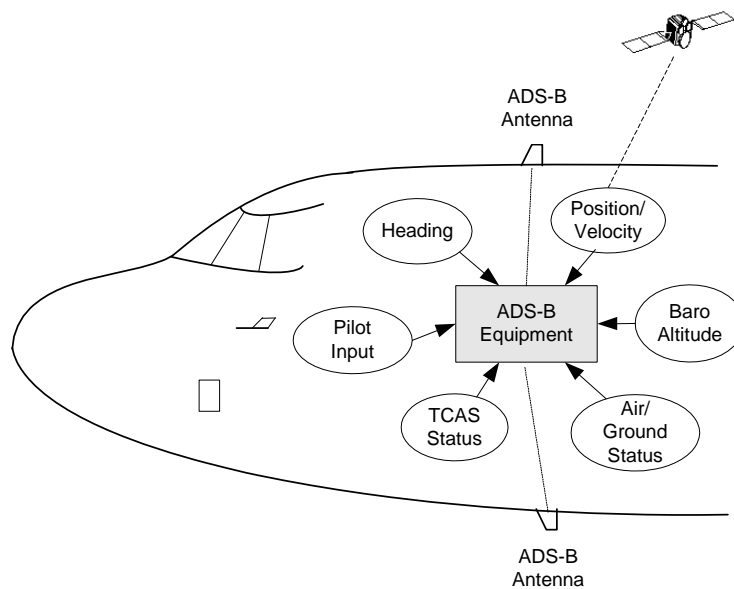 ADS-B
Antenna
Heading
Position/
Velocity
ADS-B
Equipment
Pilot
Input
Baro
Altitude
TCAS
Status
Air/
Ground
Status
ADS-B
Antenna